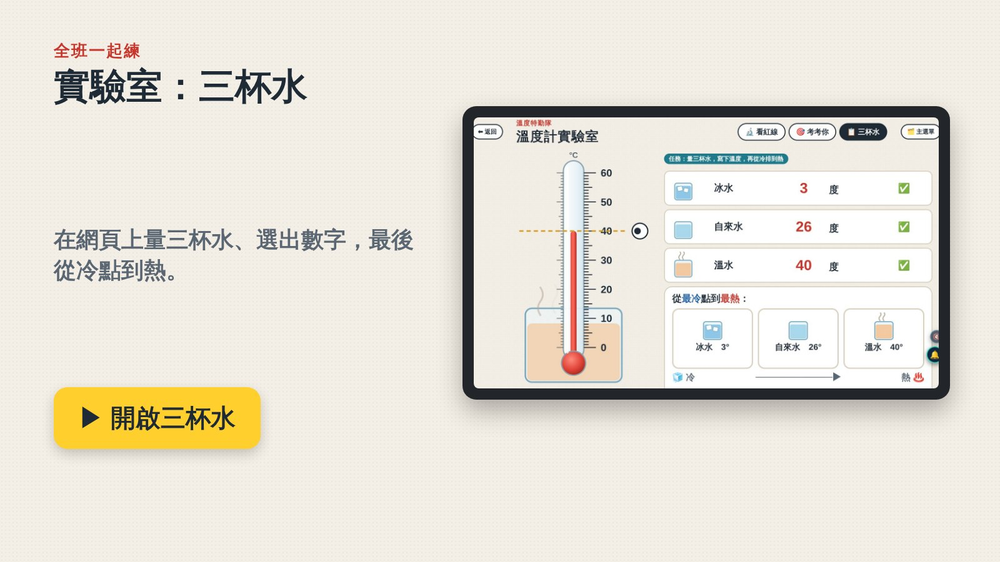 全班一起練
實驗室：三杯水
在網頁上量三杯水、選出數字，最後
從冷點到熱。
▶ 開啟三杯水
⬅ 返回
溫度特勤隊
溫度計實驗室
🔬 看紅線
🎯 考考你
📋 三杯水
🗂️ 主選單
°C
60
50
40
30
20
10
0
任務：量三杯水，寫下溫度，再從冷排到熱
冰水 3 度 ✅
自來水 26 度 ✅
溫水 40 度 ✅
從最冷點到最熱：
冰水 3°
自來水 26°
溫水 40°
🧊 冷
熱 ♨️